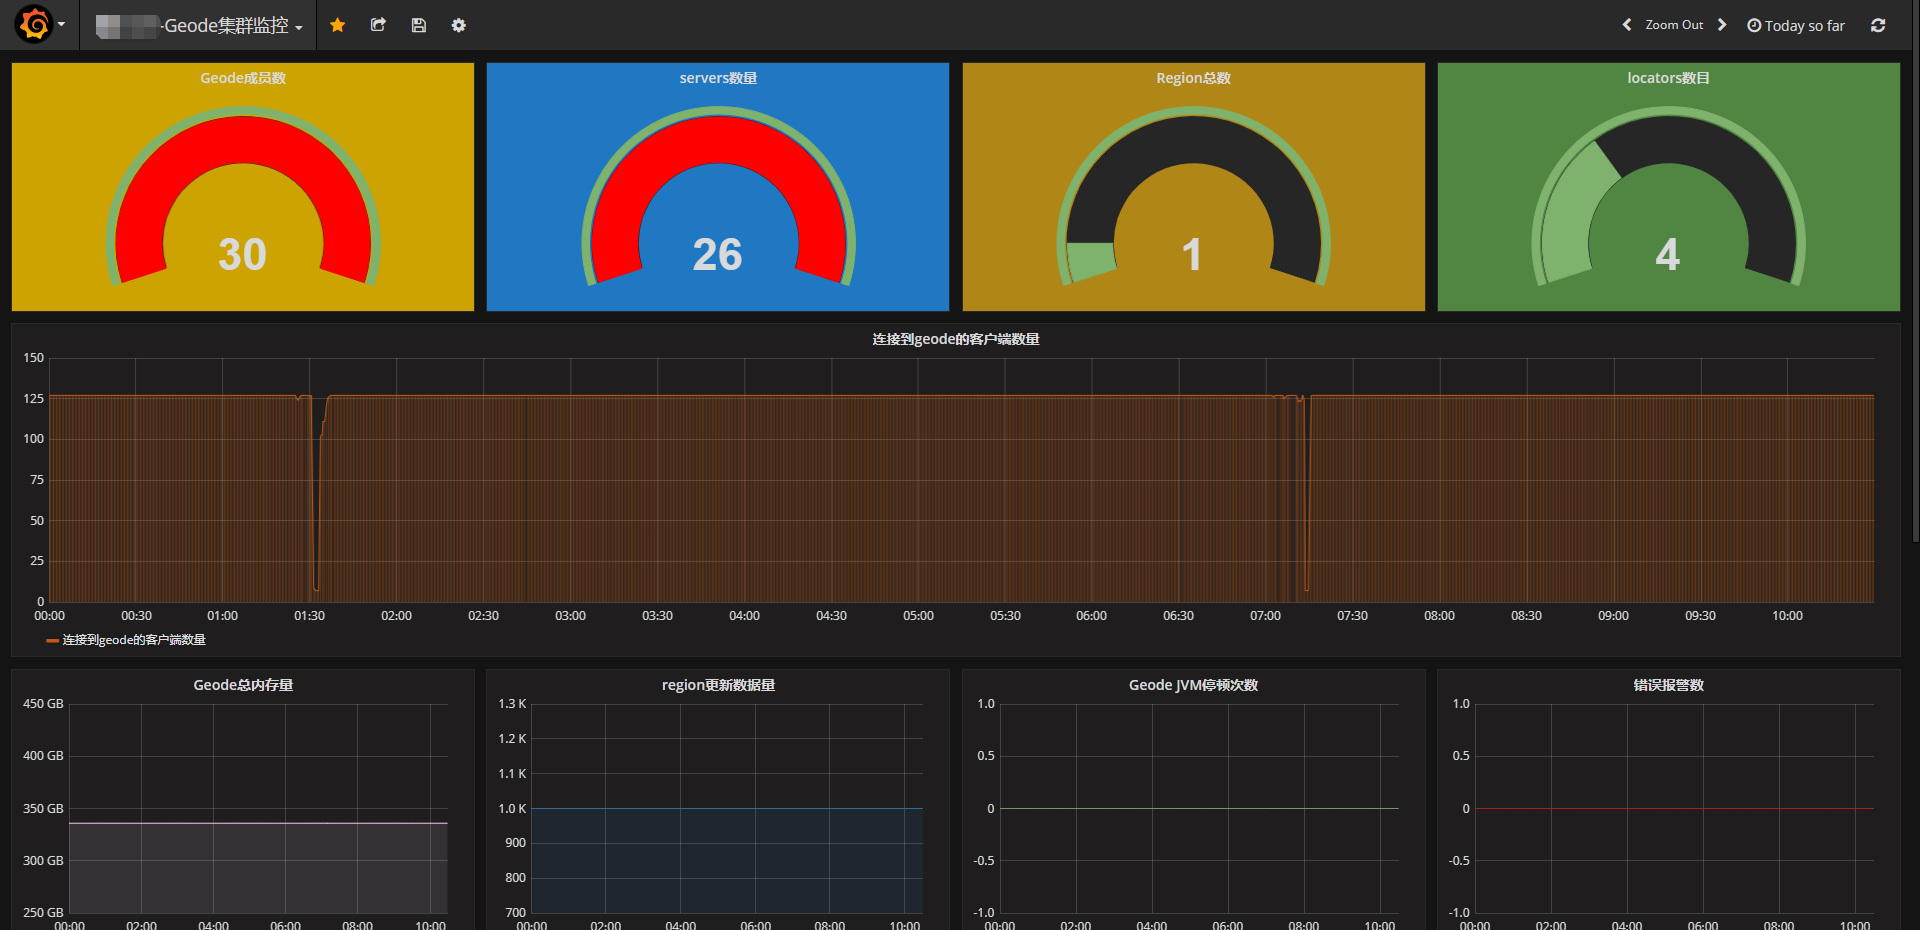 -Geode集群监控
Zoom Out
Today so far
Geode成员数
servers数量
Region总数
locators数目
30
26
1
4
连接到geode的客户端数量
150
125
100
75
50
25
0
00:00 00:30 01:00 01:30 02:00 02:30 03:00 03:30 04:00 04:30 05:00 05:30 06:00 06:30 07:00 07:30 08:00 08:30 09:00 09:30 10:00
连接到geode的客户端数量
Geode总内存量
450 GB
400 GB
350 GB
300 GB
250 GB
00:00 02:00 04:00 06:00 08:00 10:00
region更新数据量
1.3 K
1.2 K
1.1 K
1.0 K
900
800
700
00:00 02:00 04:00 06:00 08:00 10:00
Geode JVM停顿次数
1.0
0.5
0
-0.5
-1.0
00:00 02:00 04:00 06:00 08:00 10:00
错误报警数
1.0
0.5
0
-0.5
-1.0
00:00 02:00 04:00 06:00 08:00 10:00